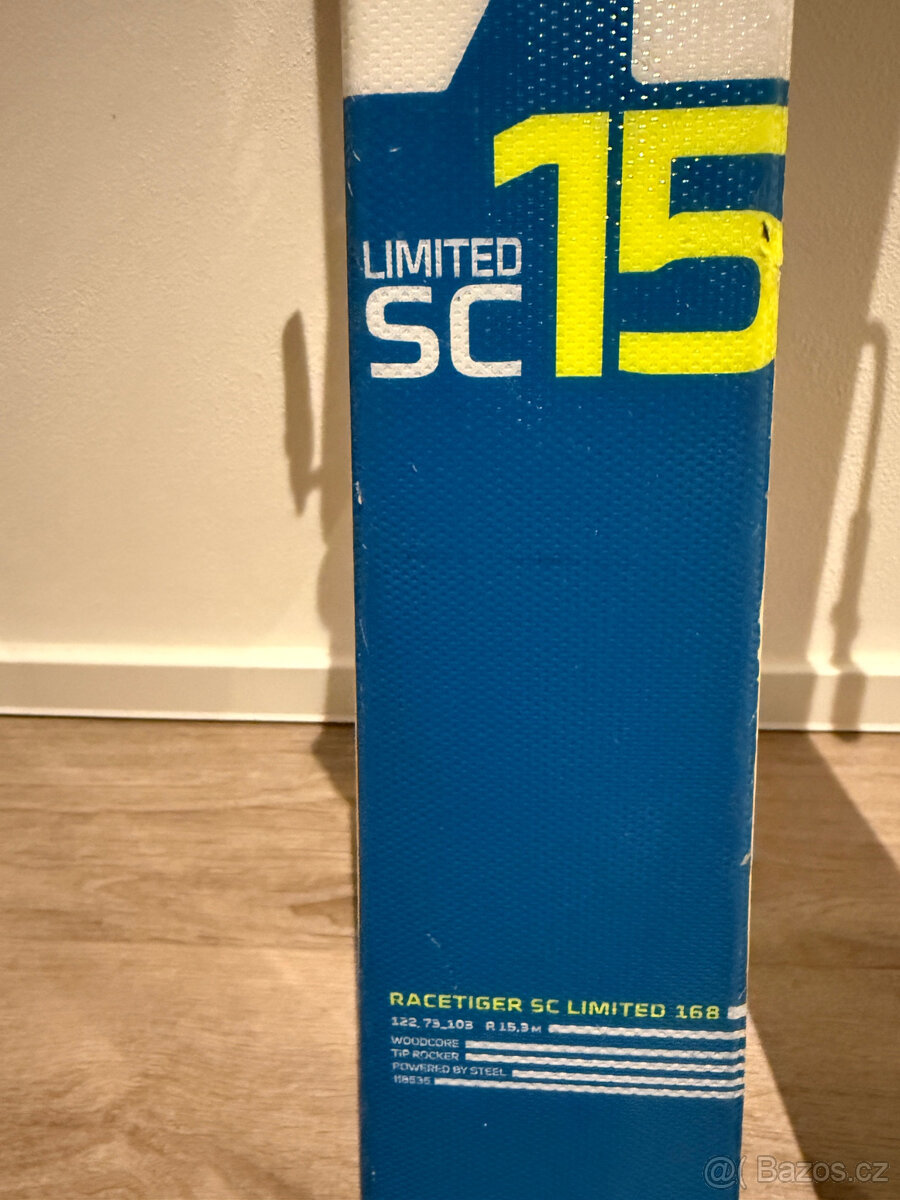 15
LIMITED
SC
RACETIGER SC LIMITED 168
122_73_103 R 15,3 M
WOODCORE
TIP ROCKER
POWERED BY STEEL
118535
@( Bazos.cz